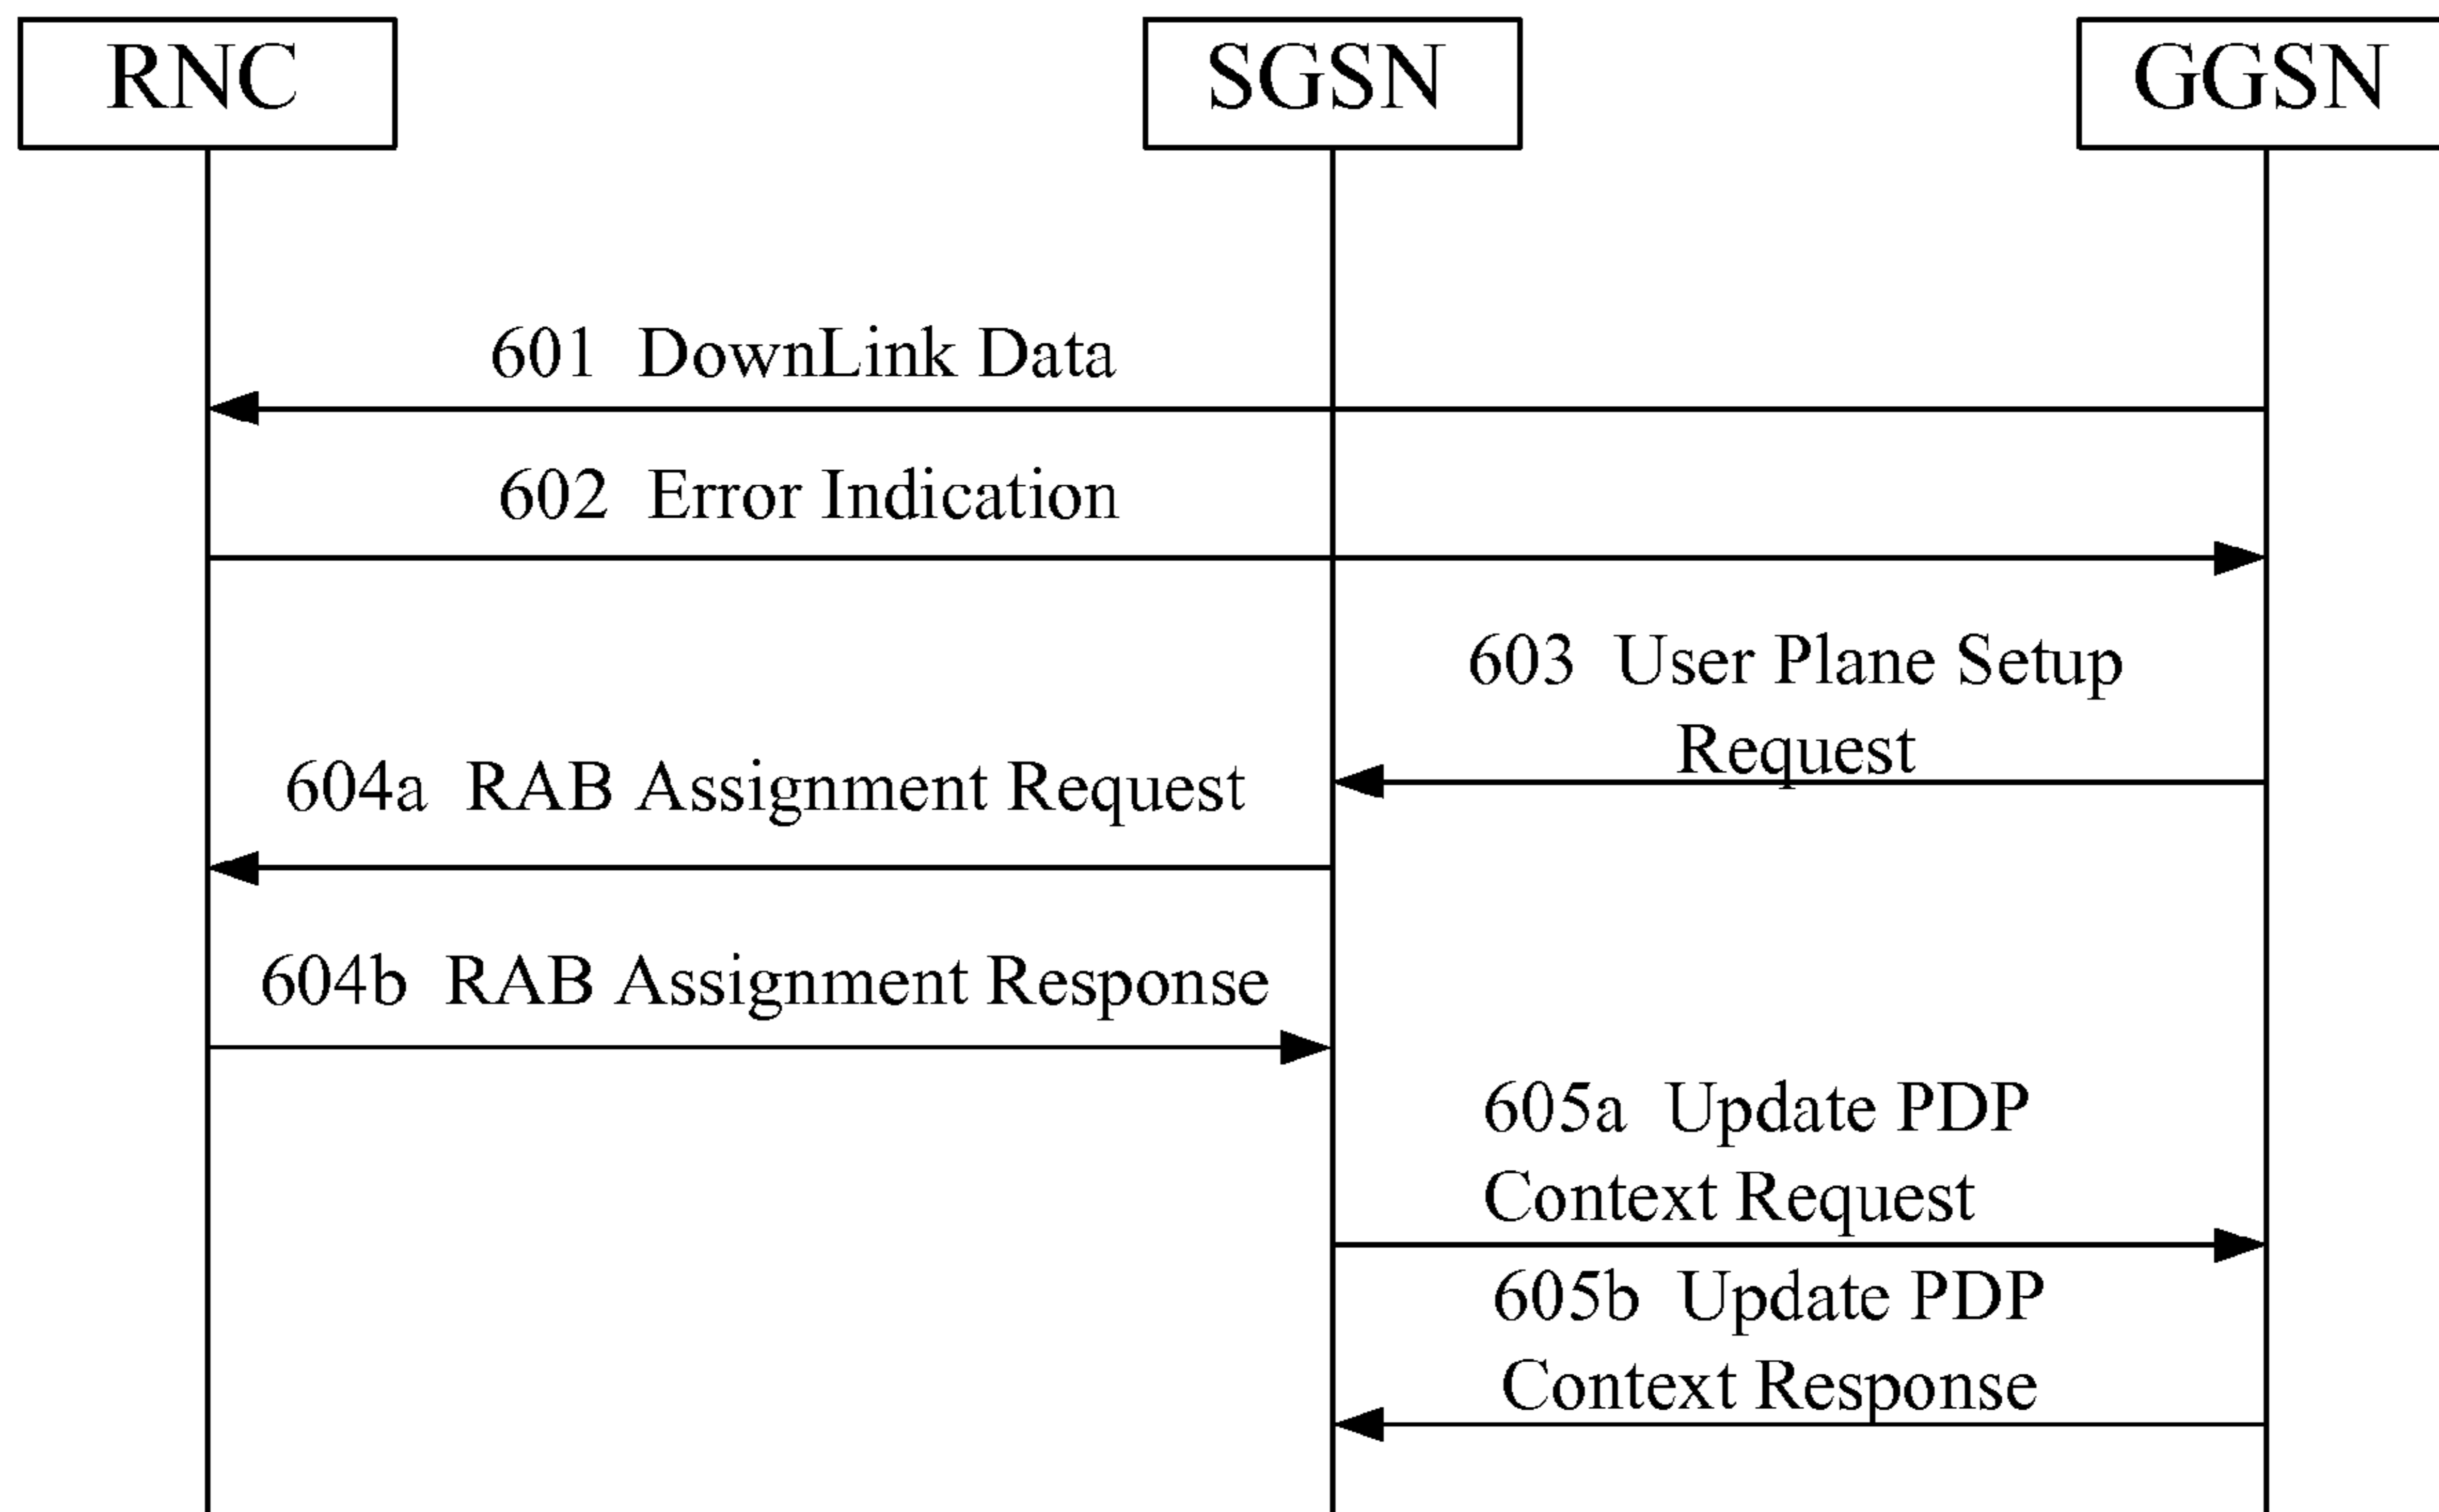 RNC
SGSN
GGSN
601 DownLink Data
602 Error Indication
603 User Plane Setup
Request
604a RAB Assignment Request
604b RAB Assignment Response
605a Update PDP
Context Request
605b Update PDP
Context Response